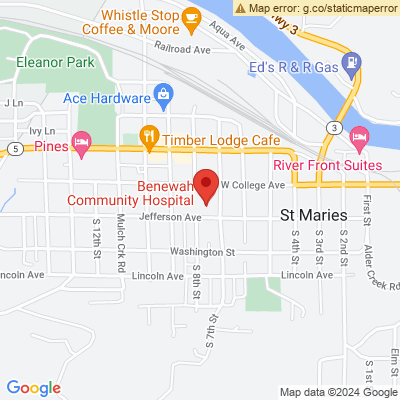 Map error: g.co/staticmaperror
Whistle Stop
Coffee & Moore
Hwy 3
Aqua Ave
Railroad Ave
Eleanor Park
Ed's R & R Gas
J Ln
Ace Hardware
Ivy Ln
3
5
Pines
Timber Lodge Cafe
River Front Suites
W College Ave
5
Benewah
Community Hospital
Jefferson Ave
St Maries
S 12th St
Mulch Crk Rd
Washington St
S 4th St
S 3rd St
S 2nd St
First St
Alder Creek Rd
Lincoln Ave
Lincoln Ave
Lincoln Ave
S 8th St
S 7th St
S 1st St
Elm St
Google
Map data ©2024 Google